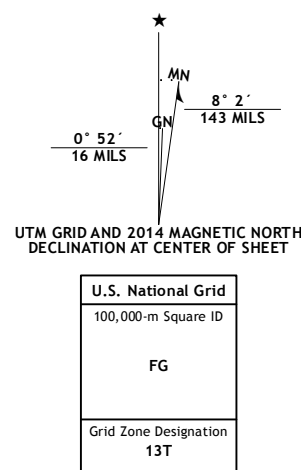 MN
8° 2´
143 MILS
GN
0° 52´
16 MILS
UTM GRID AND 2014 MAGNETIC NORTH
DECLINATION AT CENTER OF SHEET
U.S. National Grid
100,000-m Square ID
FG
Grid Zone Designation
13T